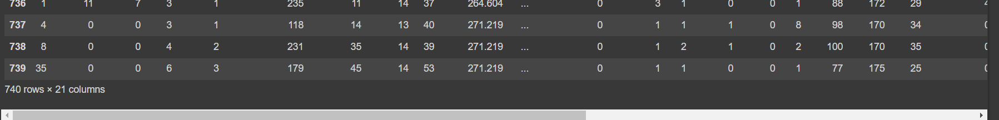 736 1 11 7 3 1 235 11 14 37 264.604 ... 0 3 1 0 0 1 88 172 29
737 4 0 0 3 1 118 14 13 40 271.219 ... 0 1 1 1 0 8 98 170 34
738 8 0 0 4 2 231 35 14 39 271.219 ... 0 1 2 1 0 2 100 170 35
739 35 0 0 6 3 179 45 14 53 271.219 ... 0 1 1 0 0 1 77 175 25
740 rows × 21 columns